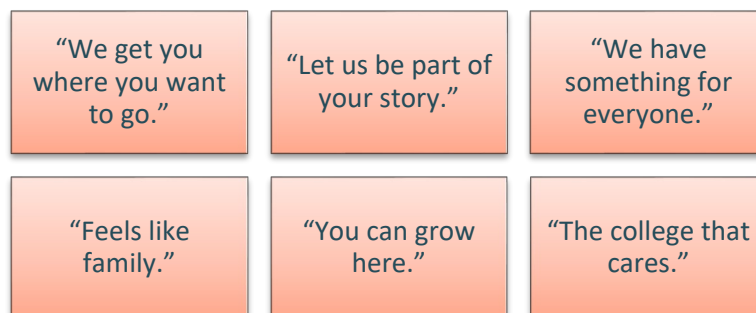 “We get you
where you want
to go.”
“Let us be part of
your story.”
“We have
something for
everyone.”
“Feels like
family.”
“You can grow
here.”
“The college that
cares.”